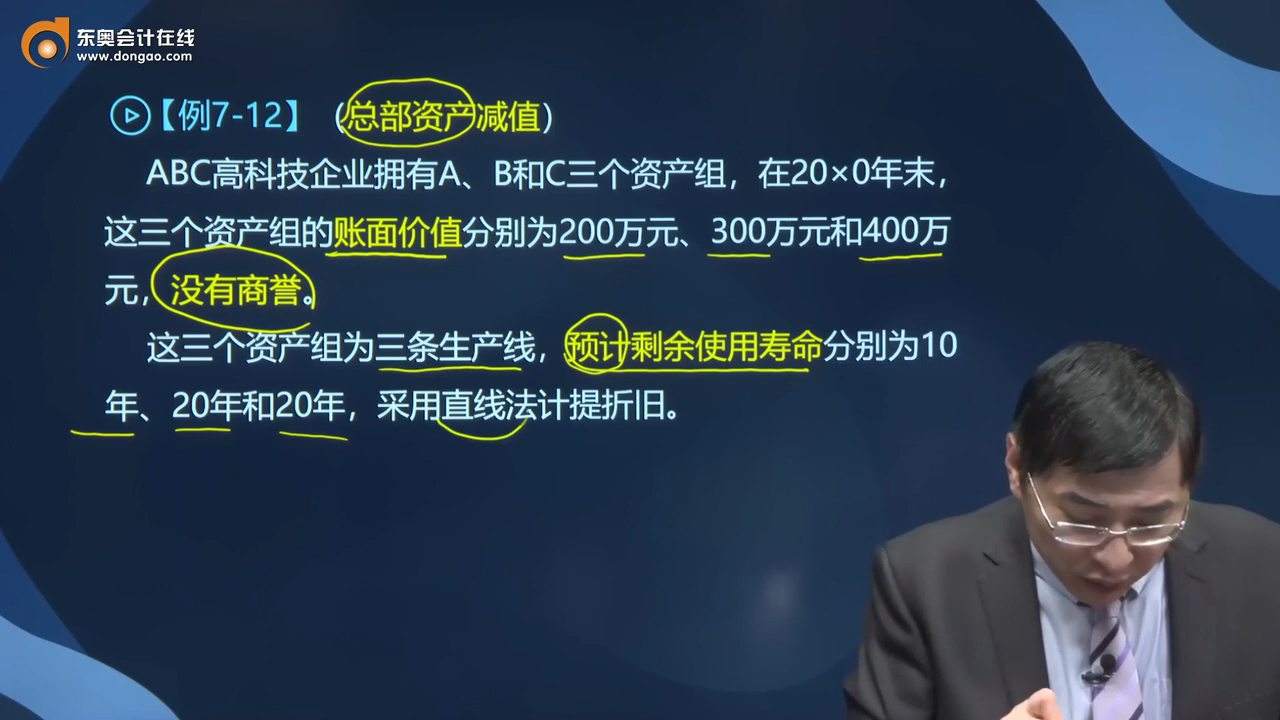 东奥会计在线
www.dongao.com
【例7-12】（总部资产减值）
ABC高科技企业拥有A、B和C三个资产组，在20×0年末，
这三个资产组的账面价值分别为200万元、300万元和400万
元，没有商誉。
这三个资产组为三条生产线，预计剩余使用寿命分别为10
年、20年和20年，采用直线法计提折旧。